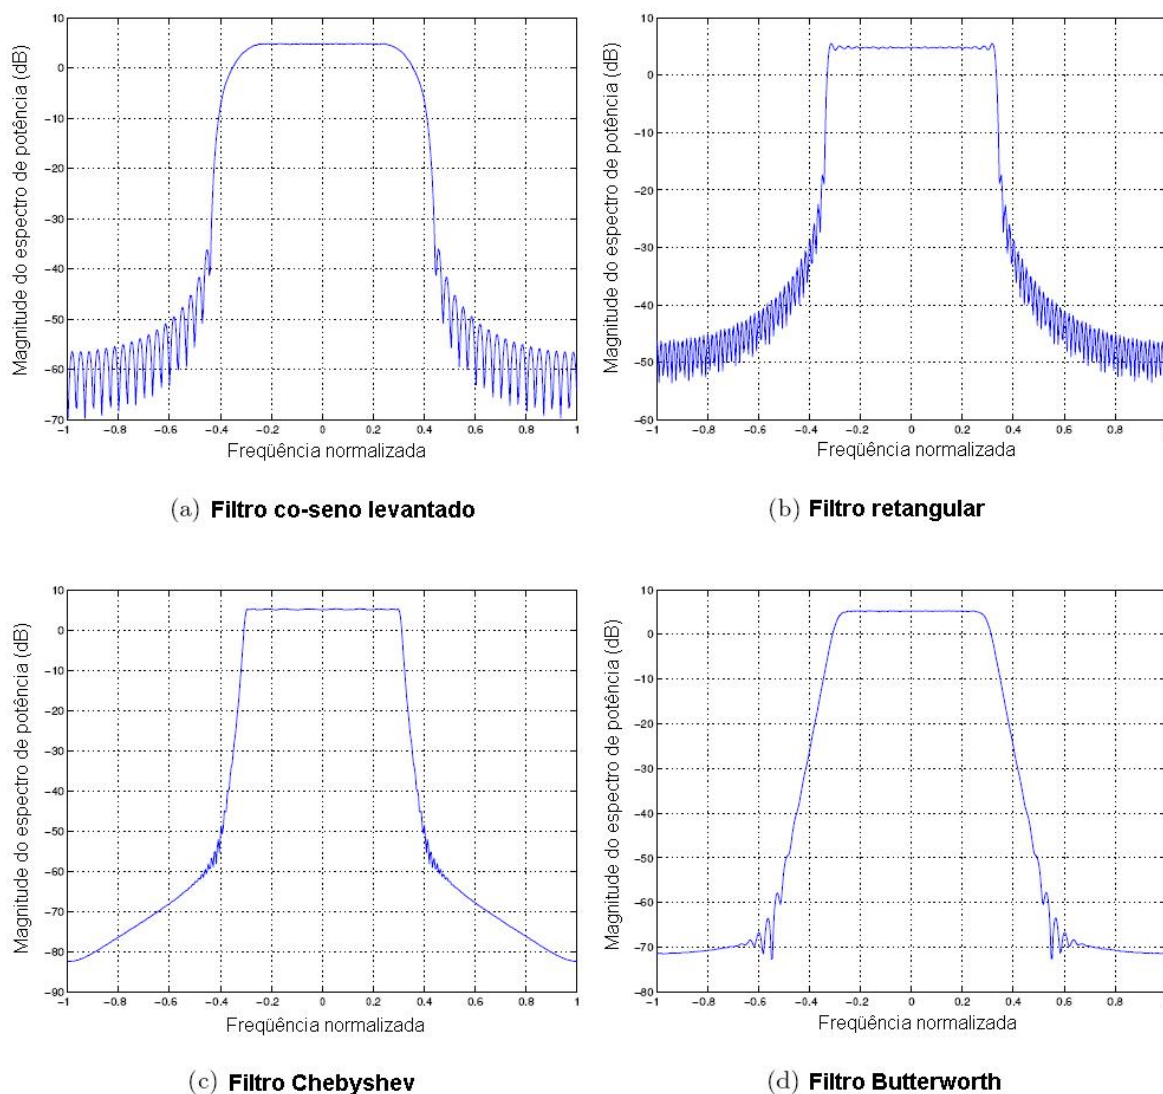 Magnitude do espectro de potência (dB)
10
0
-10
-20
-30
-40
-50
-60
-70
-1 -0.8 -0.6 -0.4 -0.2 0 0.2 0.4 0.6 0.8 1
Freqüência normalizada
(a) Filtro co-seno levantado
Magnitude do espectro de potência (dB)
10
0
-10
-20
-30
-40
-50
-60
-1 -0.8 -0.6 -0.4 -0.2 0 0.2 0.4 0.6 0.8
Freqüência normalizada
(b) Filtro retangular
Magnitude do espectro de potência (dB)
10
0
-10
-20
-30
-40
-50
-60
-70
-80
-90
-1 -0.8 -0.6 -0.4 -0.2 0 0.2 0.4 0.6 0.8 1
Freqüência normalizada
(c) Filtro Chebyshev
Magnitude do espectro de potência (dB)
10
0
-10
-20
-30
-40
-50
-60
-70
-80
-1 -0.8 -0.6 -0.4 -0.2 0 0.2 0.4 0.6 0.8
Freqüência normalizada
(d) Filtro Butterworth